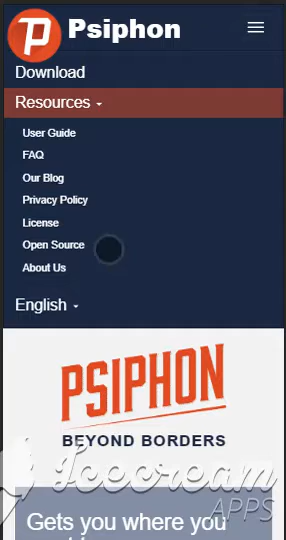 Psiphon
Download
Resources
User Guide
FAQ
Our Blog
Privacy Policy
License
Open Source
About Us
English
PSIPHON
BEYOND BORDERS
Icecream
APPS
Gets you where you